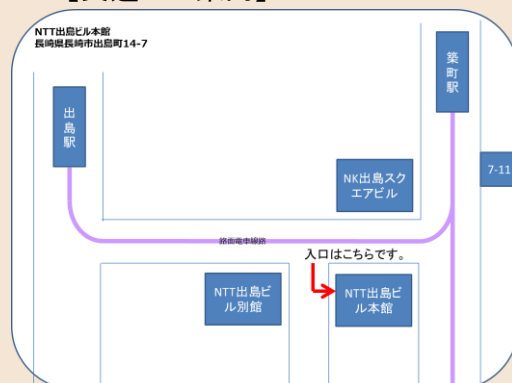 NTT出島ビル本館
長崎県長崎市出島町14-7
築
町
駅
出
島
駅
7-11
NK出島スク
エアビル
路面電車線路
入口はこちらです。
NTT出島ビ
ル別館
NTT出島ビ
ル本館